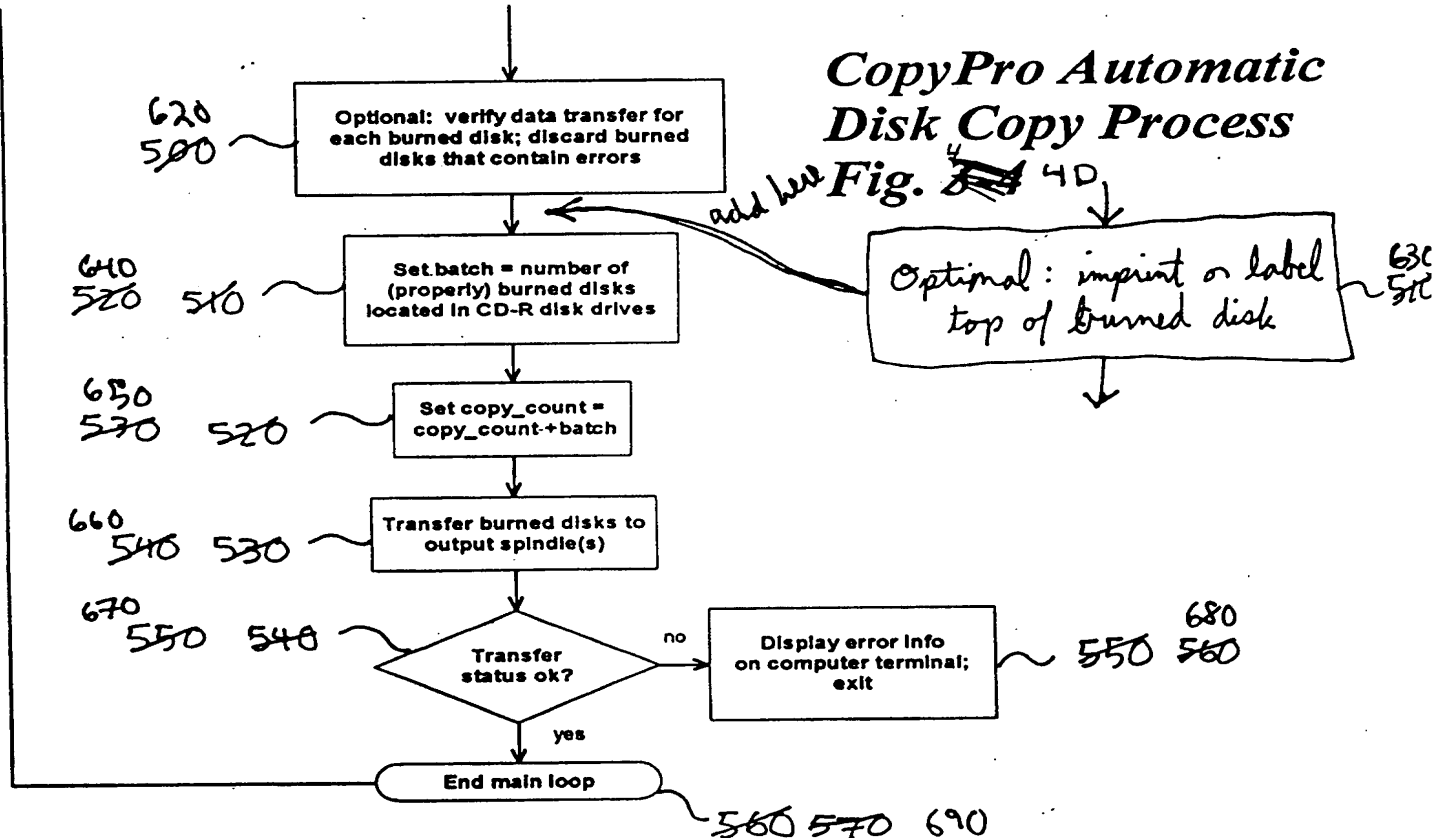 CopyPro Automatic
Disk Copy Process
Fig. 4 4D
620
500
Optional: verify data transfer for
each burned disk; discard burned
disks that contain errors
add here
Optional: imprint or label
top of burned disk
630
510
640
520 510
Set batch = number of
(properly) burned disks
located in CD-R disk drives
650
530 520
Set copy_count =
copy_count+batch
660
540 530
Transfer burned disks to
output spindle(s)
670
550 540
Transfer
status ok?
no
Display error info
on computer terminal;
exit
680
550 560
yes
End main loop
560 570 690